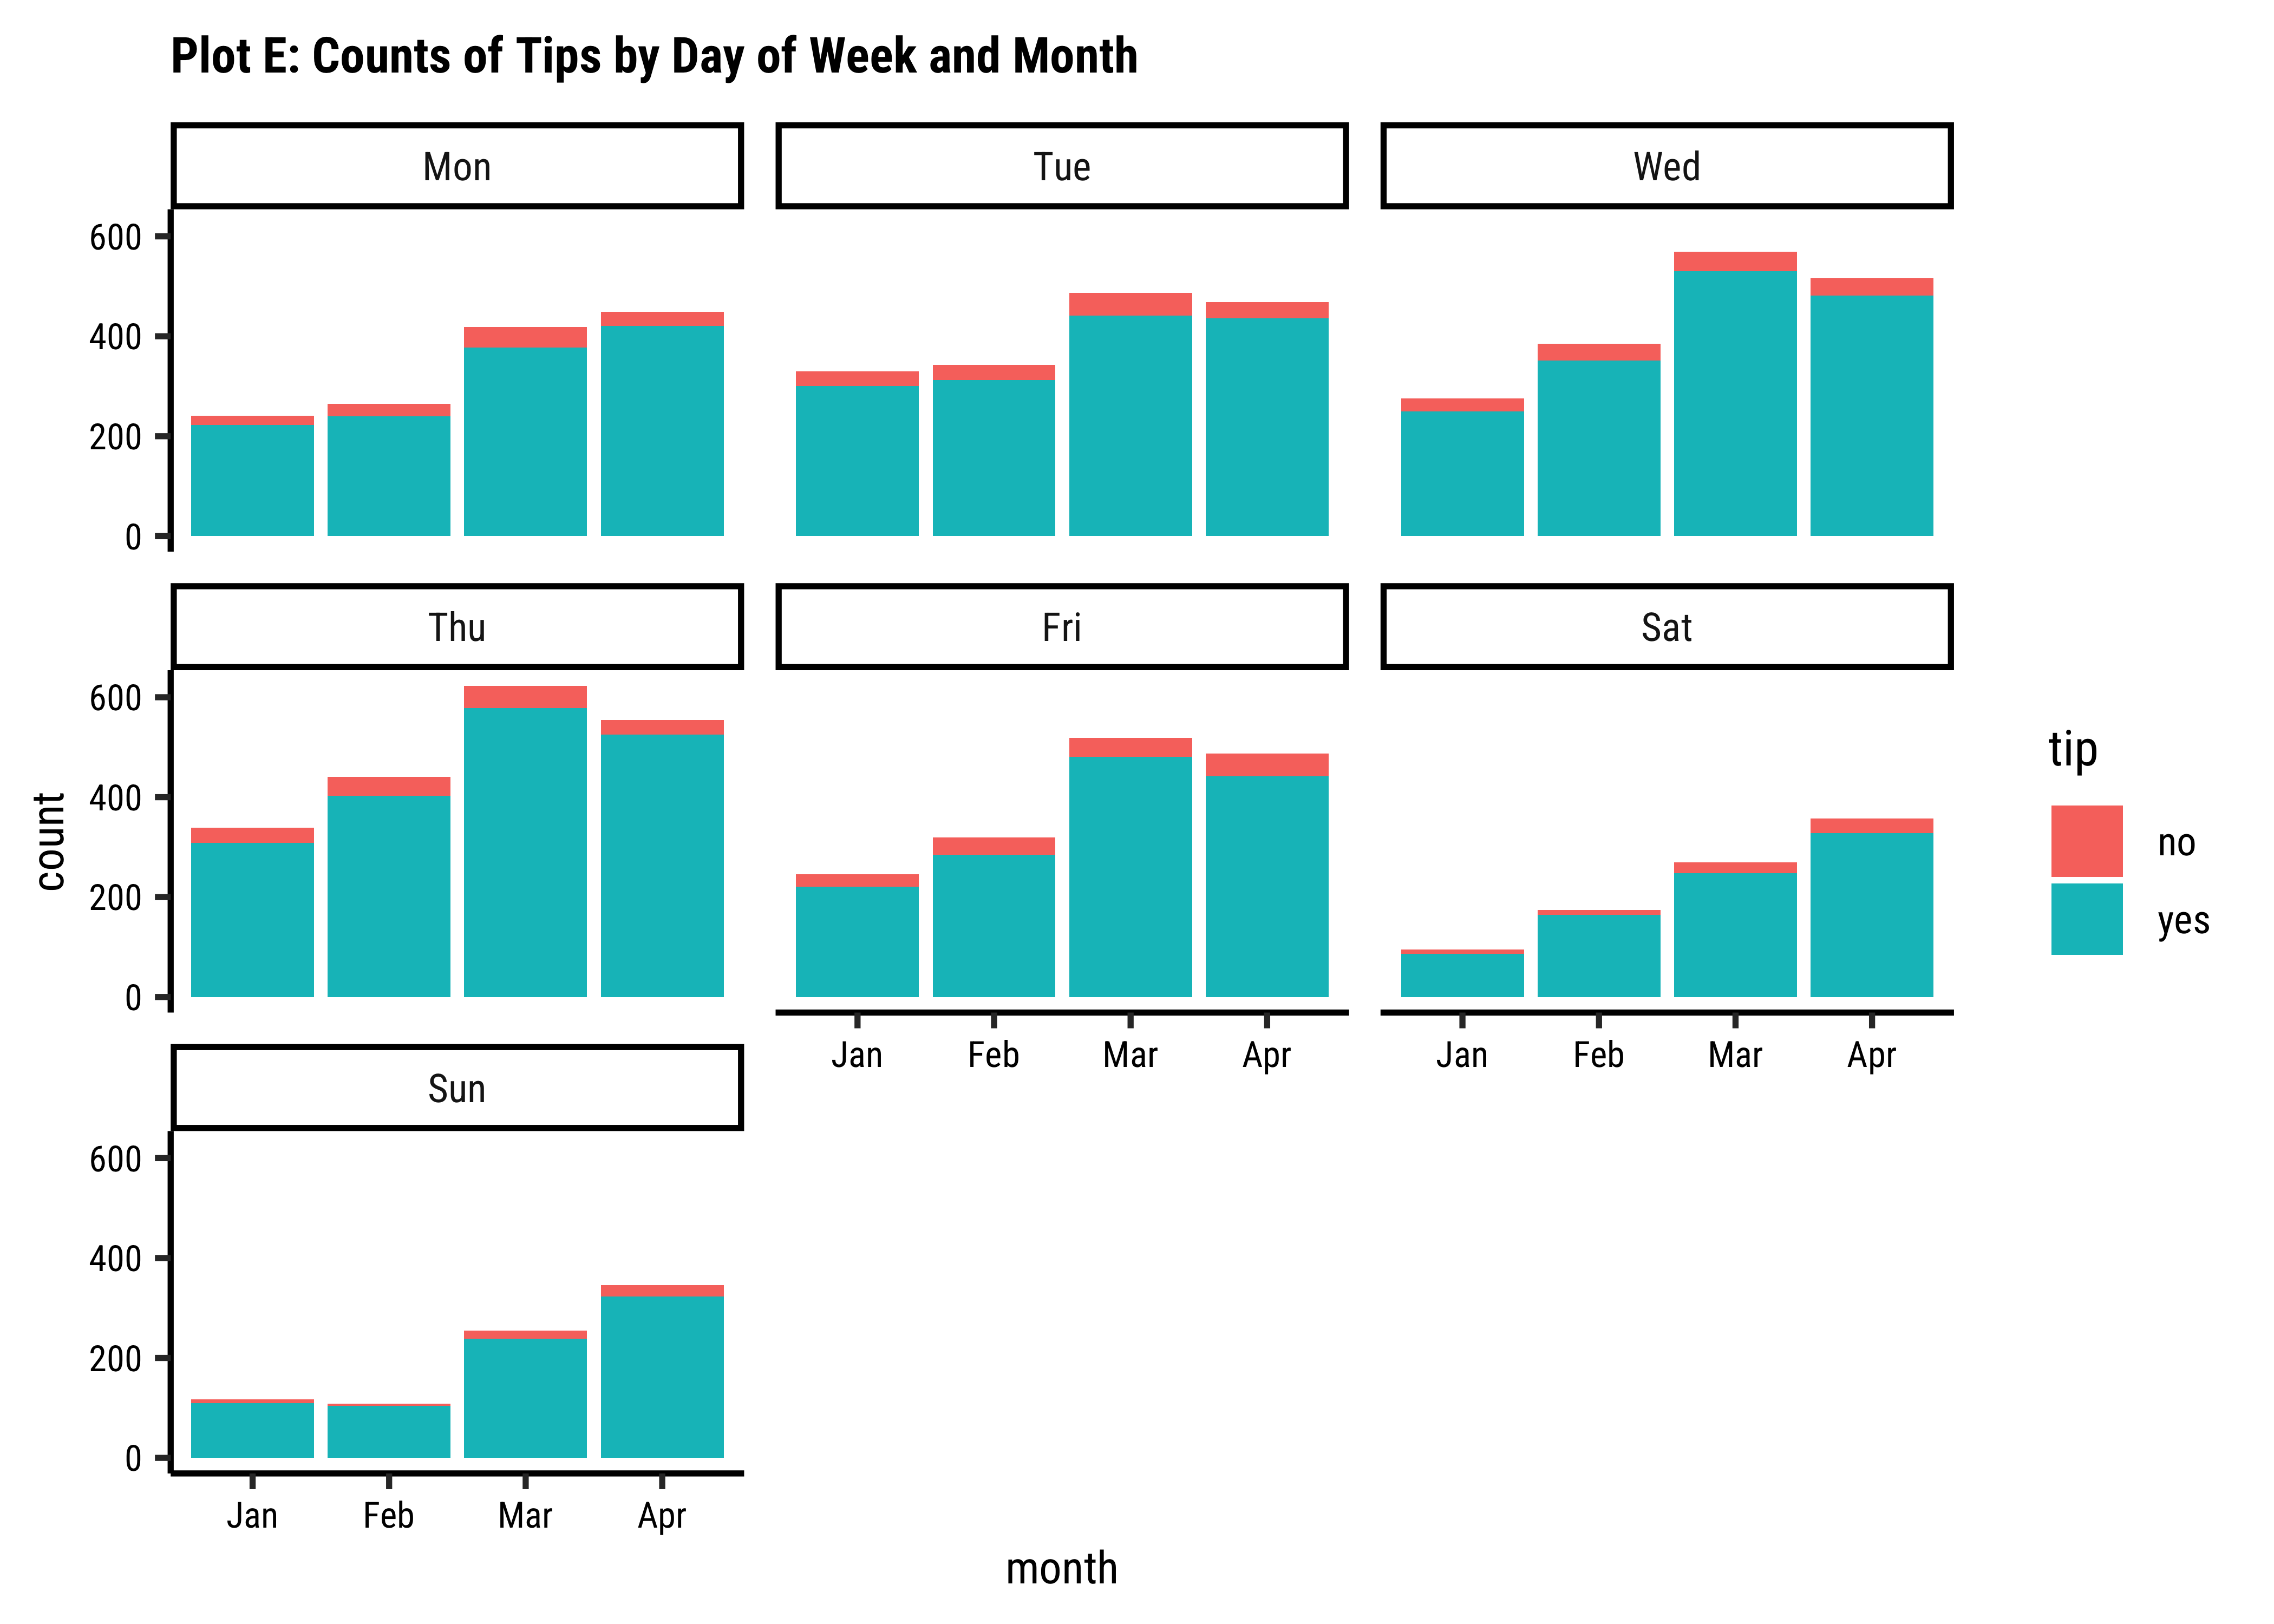 Plot E: Counts of Tips by Day of Week and Month
Mon Tue Wed
600
400
200
0
Thu Fri Sat
600
400
200
0
count
Jan Feb Mar Apr Jan Feb Mar Apr
tip
no
yes
Sun
600
400
200
0
Jan Feb Mar Apr
month